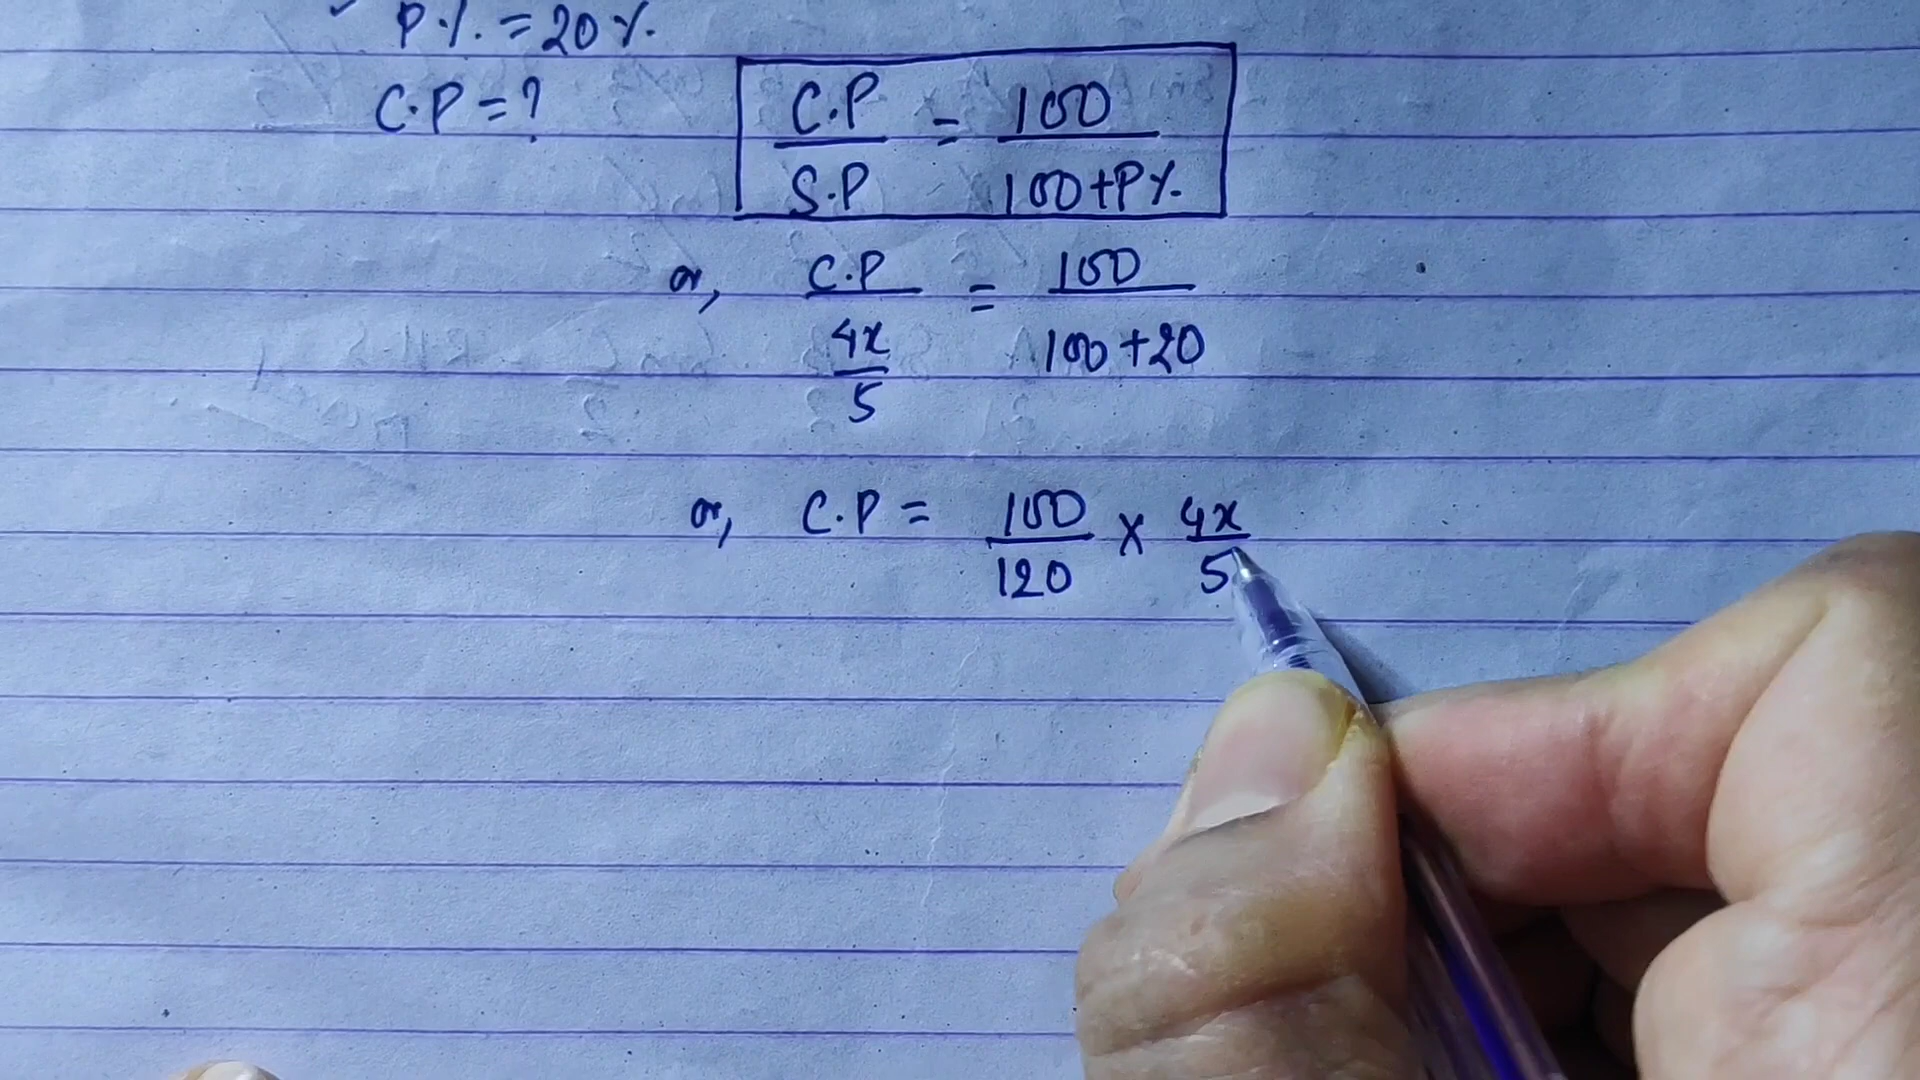 P%. = 20%.
C.P = ?
C.P/S.P = 100/100+P%.
or, C.P/(4x/5) = 100/100+20
or, C.P = 100/120 × 4x/5